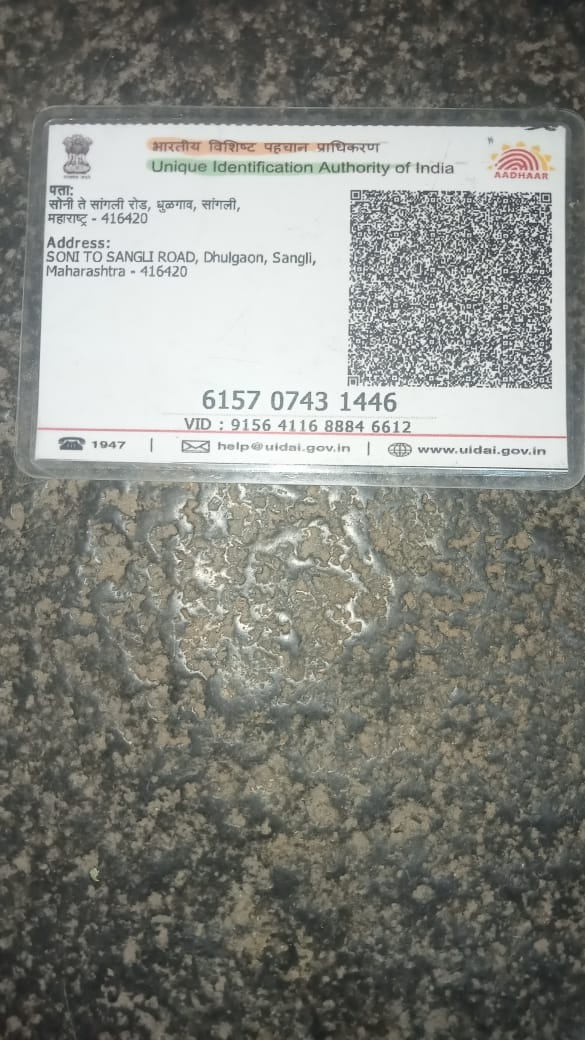 भारतीय विशिष्ट पहचान प्राधिकरण
Unique Identification Authority of India
AADHAAR
पता:
सोनी ते सांगली रोड, धुळगाव, सांगली,
महाराष्ट्र - 416420
Address:
SONI TO SANGLI ROAD, Dhulgaon, Sangli,
Maharashtra - 416420
6157 0743 1446
VID : 9156 4116 8884 6612
1947 | help@uidai.gov.in | www.uidai.gov.in